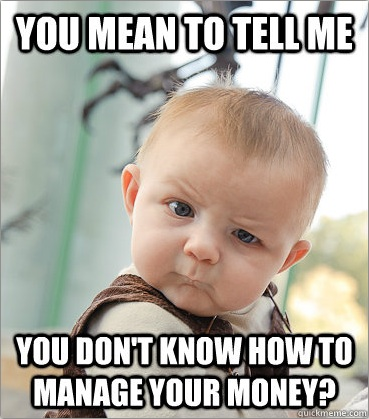 YOU MEAN TO TELL ME
YOU DON'T KNOW HOW TO
MANAGE YOUR MONEY?
quickmeme.com